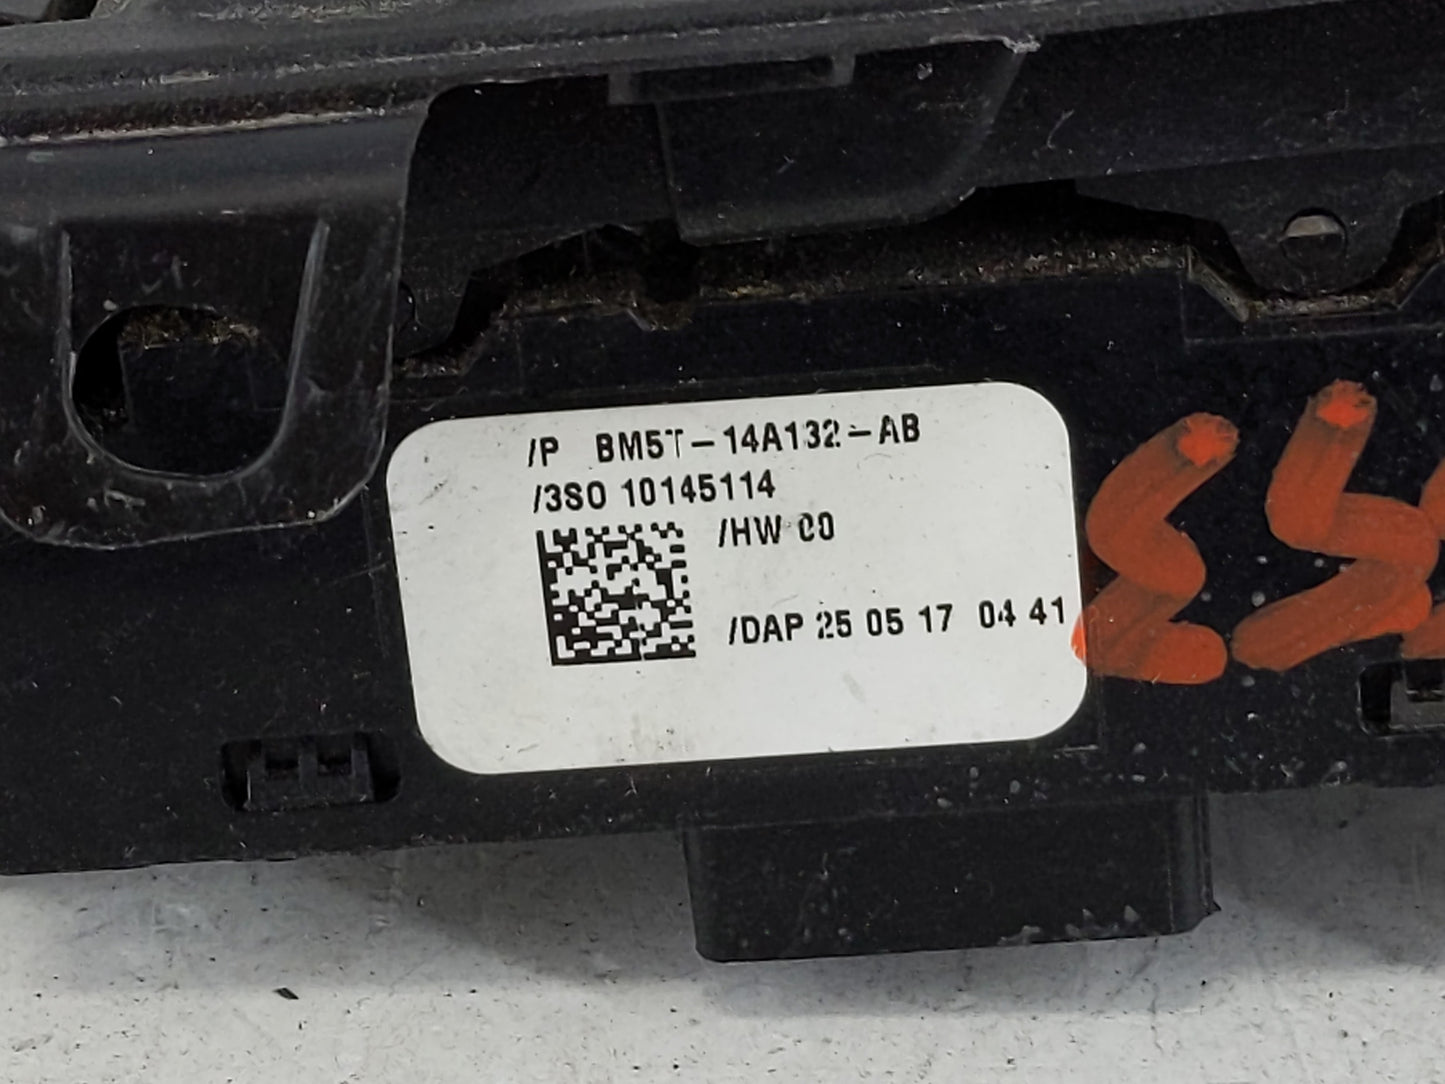 /P BM5T-14A132-AB
/3S0 10145114
/HW 00
/DAP 25 05 17 04 41